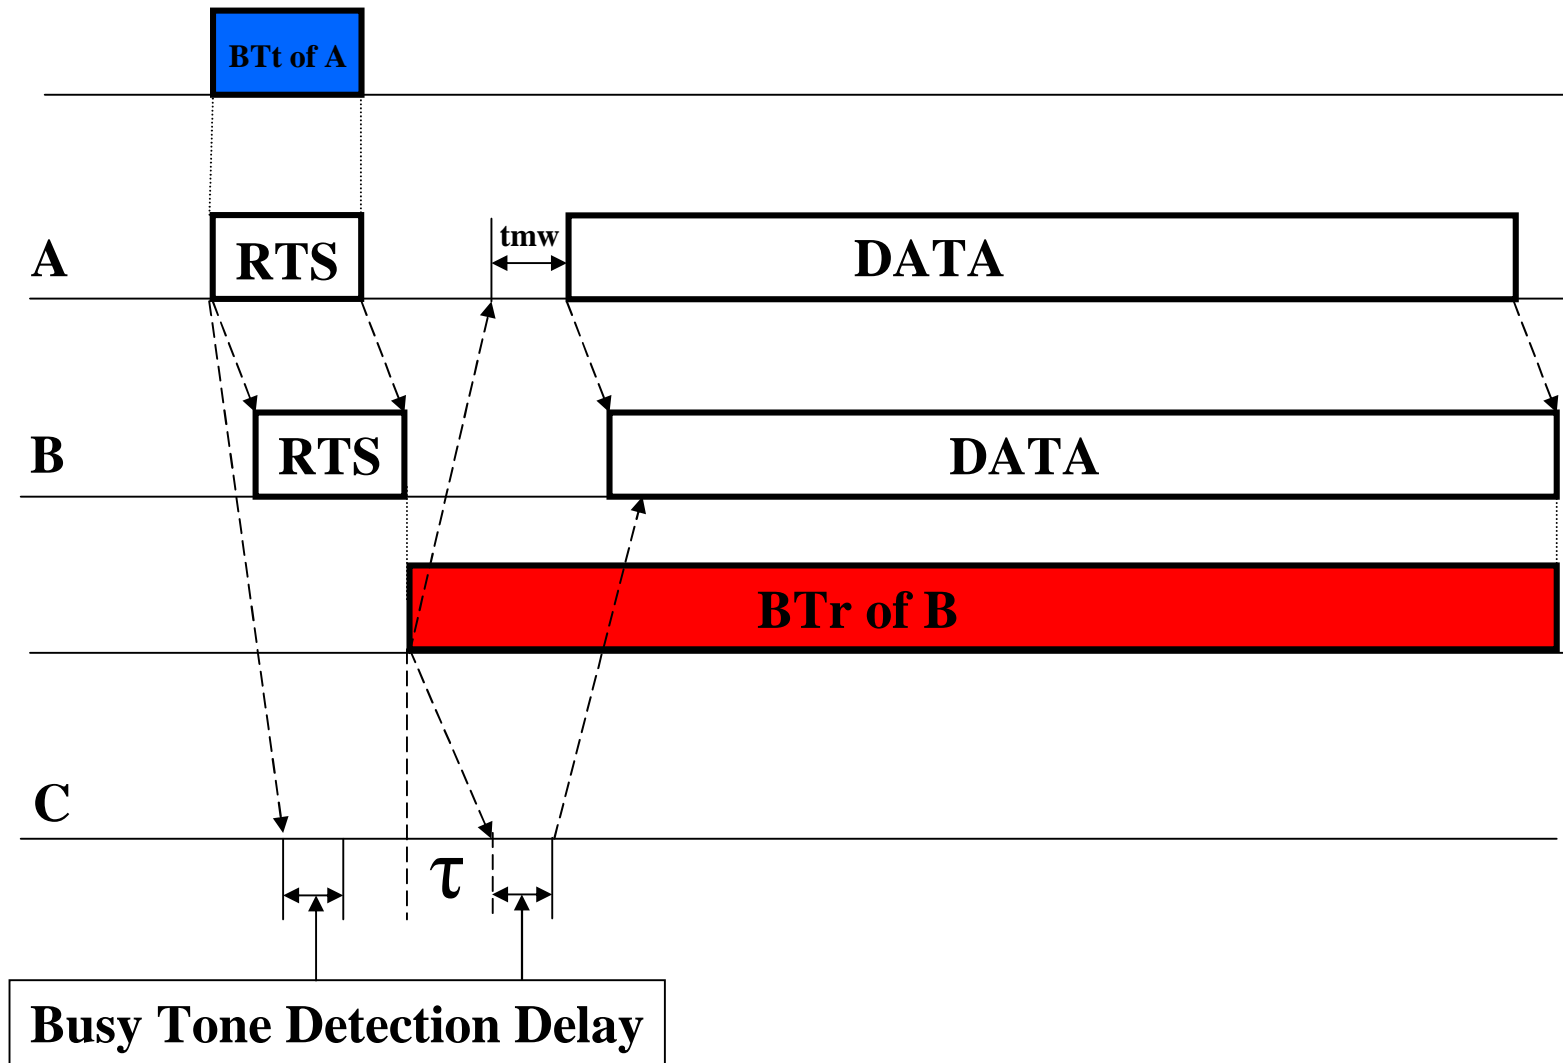 BTt of A
A
RTS
tmw
DATA
B
RTS
DATA
BTr of B
C
τ
Busy Tone Detection Delay